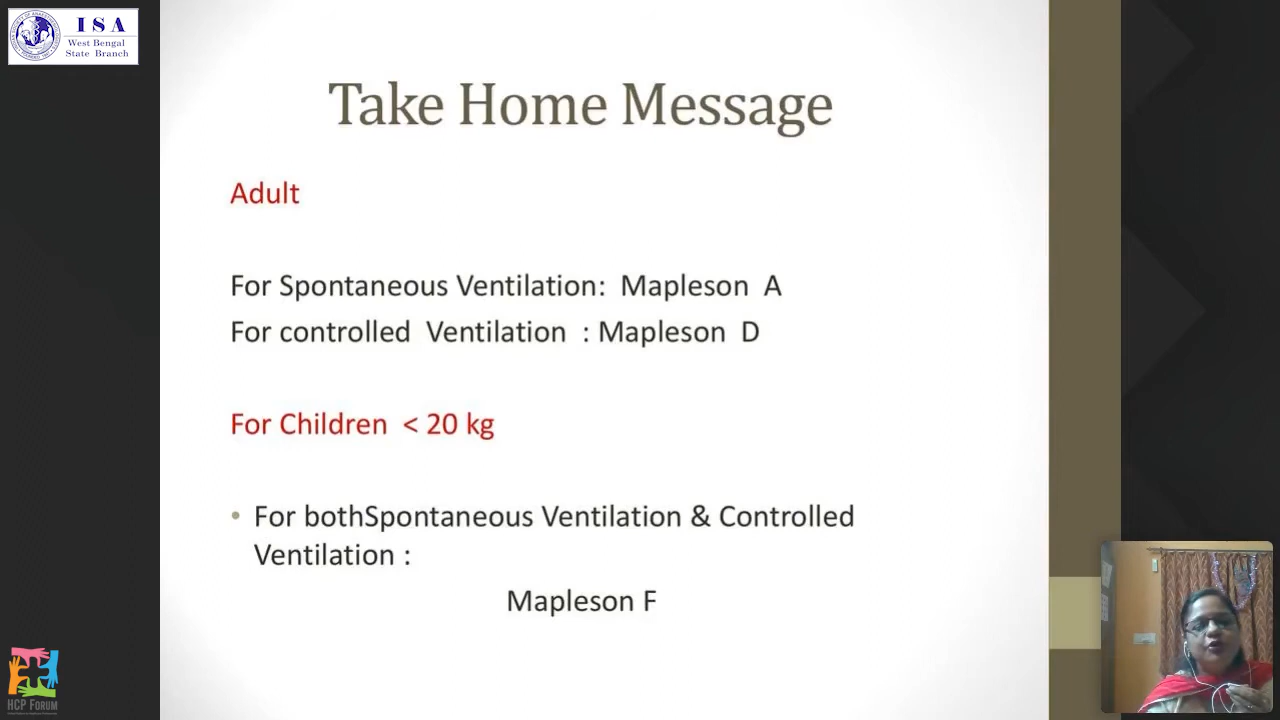 I S A
West Bengal
State Branch
Take Home Message
Adult
For Spontaneous Ventilation: Mapleson A
For controlled Ventilation : Mapleson D
For Children < 20 kg
• For bothSpontaneous Ventilation & Controlled
Ventilation :
Mapleson F
HCP FORUM